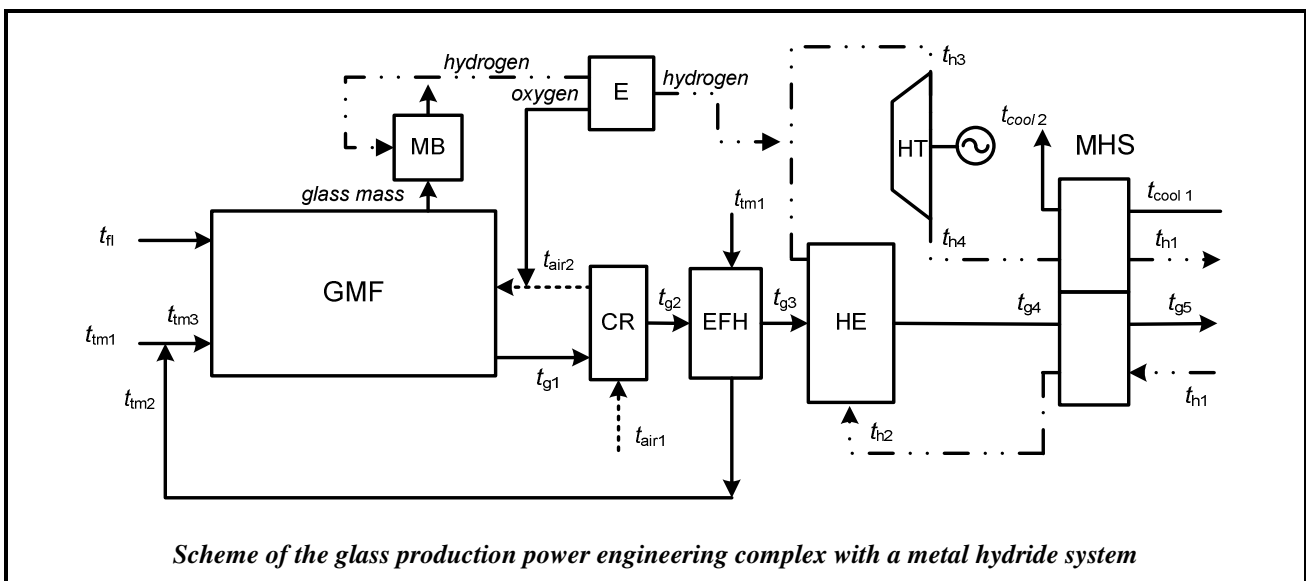 hydrogen
E
hydrogen
oxygen
MB
glass mass
t_h3
HT
t_cool 2
MHS
t_cool 1
t_h4
t_h1
t_fl
GMF
t_air2
t_tm1
t_tm3
t_tm1
CR
t_g2
EFH
t_g3
HE
t_g4
t_g5
t_g1
t_tm2
t_air1
t_h2
t_h1
Scheme of the glass production power engineering complex with a metal hydride system